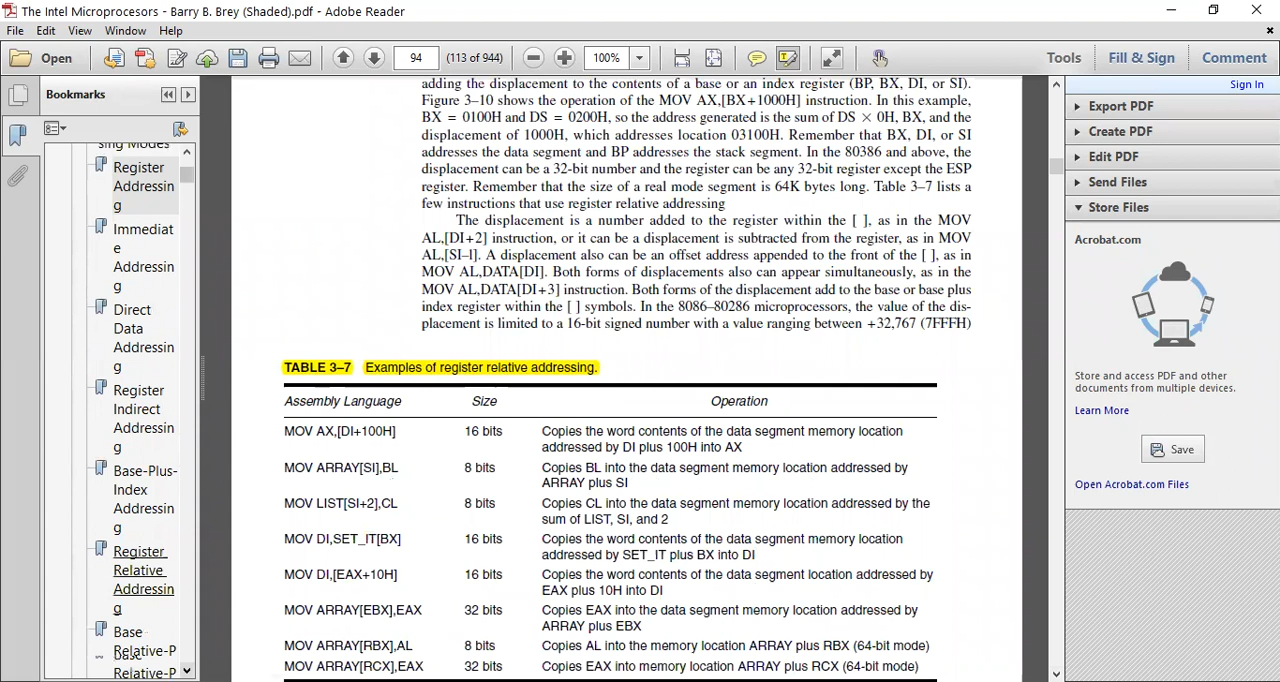 The Intel Microprocesors - Barry B. Brey (Shaded).pdf - Adobe Reader
File Edit View Window Help
Open 94 (113 of 944) 100% Tools Fill & Sign Comment
Bookmarks
sing Modes
Register
Addressin
g
Immediat
e
Addressin
g
Direct
Data
Addressin
g
Register
Indirect
Addressin
g
Base-Plus-
Index
Addressin
g
Register
Relative
Addressin
g
Base
Relative-P
Relative-P
adding the displacement to the contents of a base or an index register (BP, BX, DI, or SI).
Figure 3–10 shows the operation of the MOV AX,[BX+1000H] instruction. In this example,
BX = 0100H and DS = 0200H, so the address generated is the sum of DS × 0H, BX, and the
displacement of 1000H, which addresses location 03100H. Remember that BX, DI, or SI
addresses the data segment and BP addresses the stack segment. In the 80386 and above, the
displacement can be a 32-bit number and the register can be any 32-bit register except the ESP
register. Remember that the size of a real mode segment is 64K bytes long. Table 3–7 lists a
few instructions that use register relative addressing
The displacement is a number added to the register within the [ ], as in the MOV
AL,[DI+2] instruction, or it can be a displacement is subtracted from the register, as in MOV
AL,[SI–l]. A displacement also can be an offset address appended to the front of the [ ], as in
MOV AL,DATA[DI]. Both forms of displacements also can appear simultaneously, as in the
MOV AL,DATA[DI+3] instruction. Both forms of the displacement add to the base or base plus
index register within the [ ] symbols. In the 8086–80286 microprocessors, the value of the dis-
placement is limited to a 16-bit signed number with a value ranging between +32,767 (7FFFH)
TABLE 3–7 Examples of register relative addressing.
Assembly Language Size Operation
MOV AX,[DI+100H] 16 bits Copies the word contents of the data segment memory location
addressed by DI plus 100H into AX
MOV ARRAY[SI],BL 8 bits Copies BL into the data segment memory location addressed by
ARRAY plus SI
MOV LIST[SI+2],CL 8 bits Copies CL into the data segment memory location addressed by the
sum of LIST, SI, and 2
MOV DI,SET_IT[BX] 16 bits Copies the word contents of the data segment memory location
addressed by SET_IT plus BX into DI
MOV DI,[EAX+10H] 16 bits Copies the word contents of the data segment location addressed by
EAX plus 10H into DI
MOV ARRAY[EBX],EAX 32 bits Copies EAX into the data segment memory location addressed by
ARRAY plus EBX
MOV ARRAY[RBX],AL 8 bits Copies AL into the memory location ARRAY plus RBX (64-bit mode)
MOV ARRAY[RCX],EAX 32 bits Copies EAX into memory location ARRAY plus RCX (64-bit mode)
Sign In
Export PDF
Create PDF
Edit PDF
Send Files
Store Files
Acrobat.com
Store and access PDF and other
documents from multiple devices.
Learn More
Save
Open Acrobat.com Files